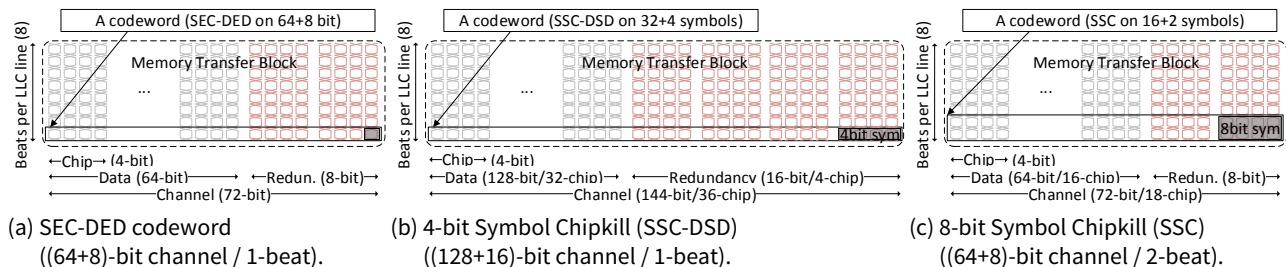 A codeword (SEC-DED on 64+8 bit)
Beats per LLC line (8)
Memory Transfer Block
...
Chip (4-bit)
Data (64-bit) Redun. (8-bit)
Channel (72-bit)
(a) SEC-DED codeword
((64+8)-bit channel / 1-beat).
A codeword (SSC-DSD on 32+4 symbols)
Beats per LLC line (8)
Memory Transfer Block
...
4bit sym
Chip (4-bit)
Data (128-bit/32-chip) Redundancy (16-bit/4-chip)
Channel (144-bit/36-chip)
(b) 4-bit Symbol Chipkill (SSC-DSD)
((128+16)-bit channel / 1-beat).
A codeword (SSC on 16+2 symbols)
Beats per LLC line (8)
Memory Transfer Block
...
8bit sym
Chip (4-bit)
Data (64-bit/16-chip) Redun. (8-bit)
Channel (72-bit/18-chip)
(c) 8-bit Symbol Chipkill (SSC)
((64+8)-bit channel / 2-beat).